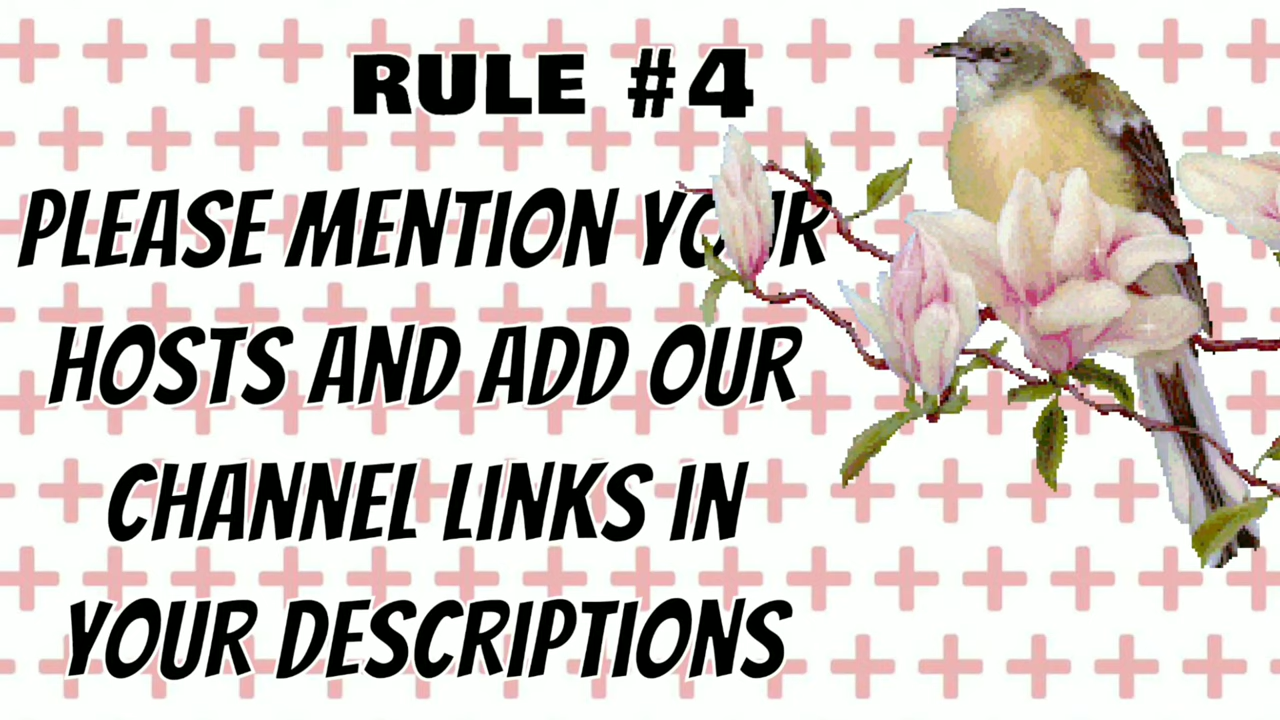 RULE #4
PLEASE MENTION YOUR
HOSTS AND ADD OUR
CHANNEL LINKS IN
YOUR DESCRIPTIONS